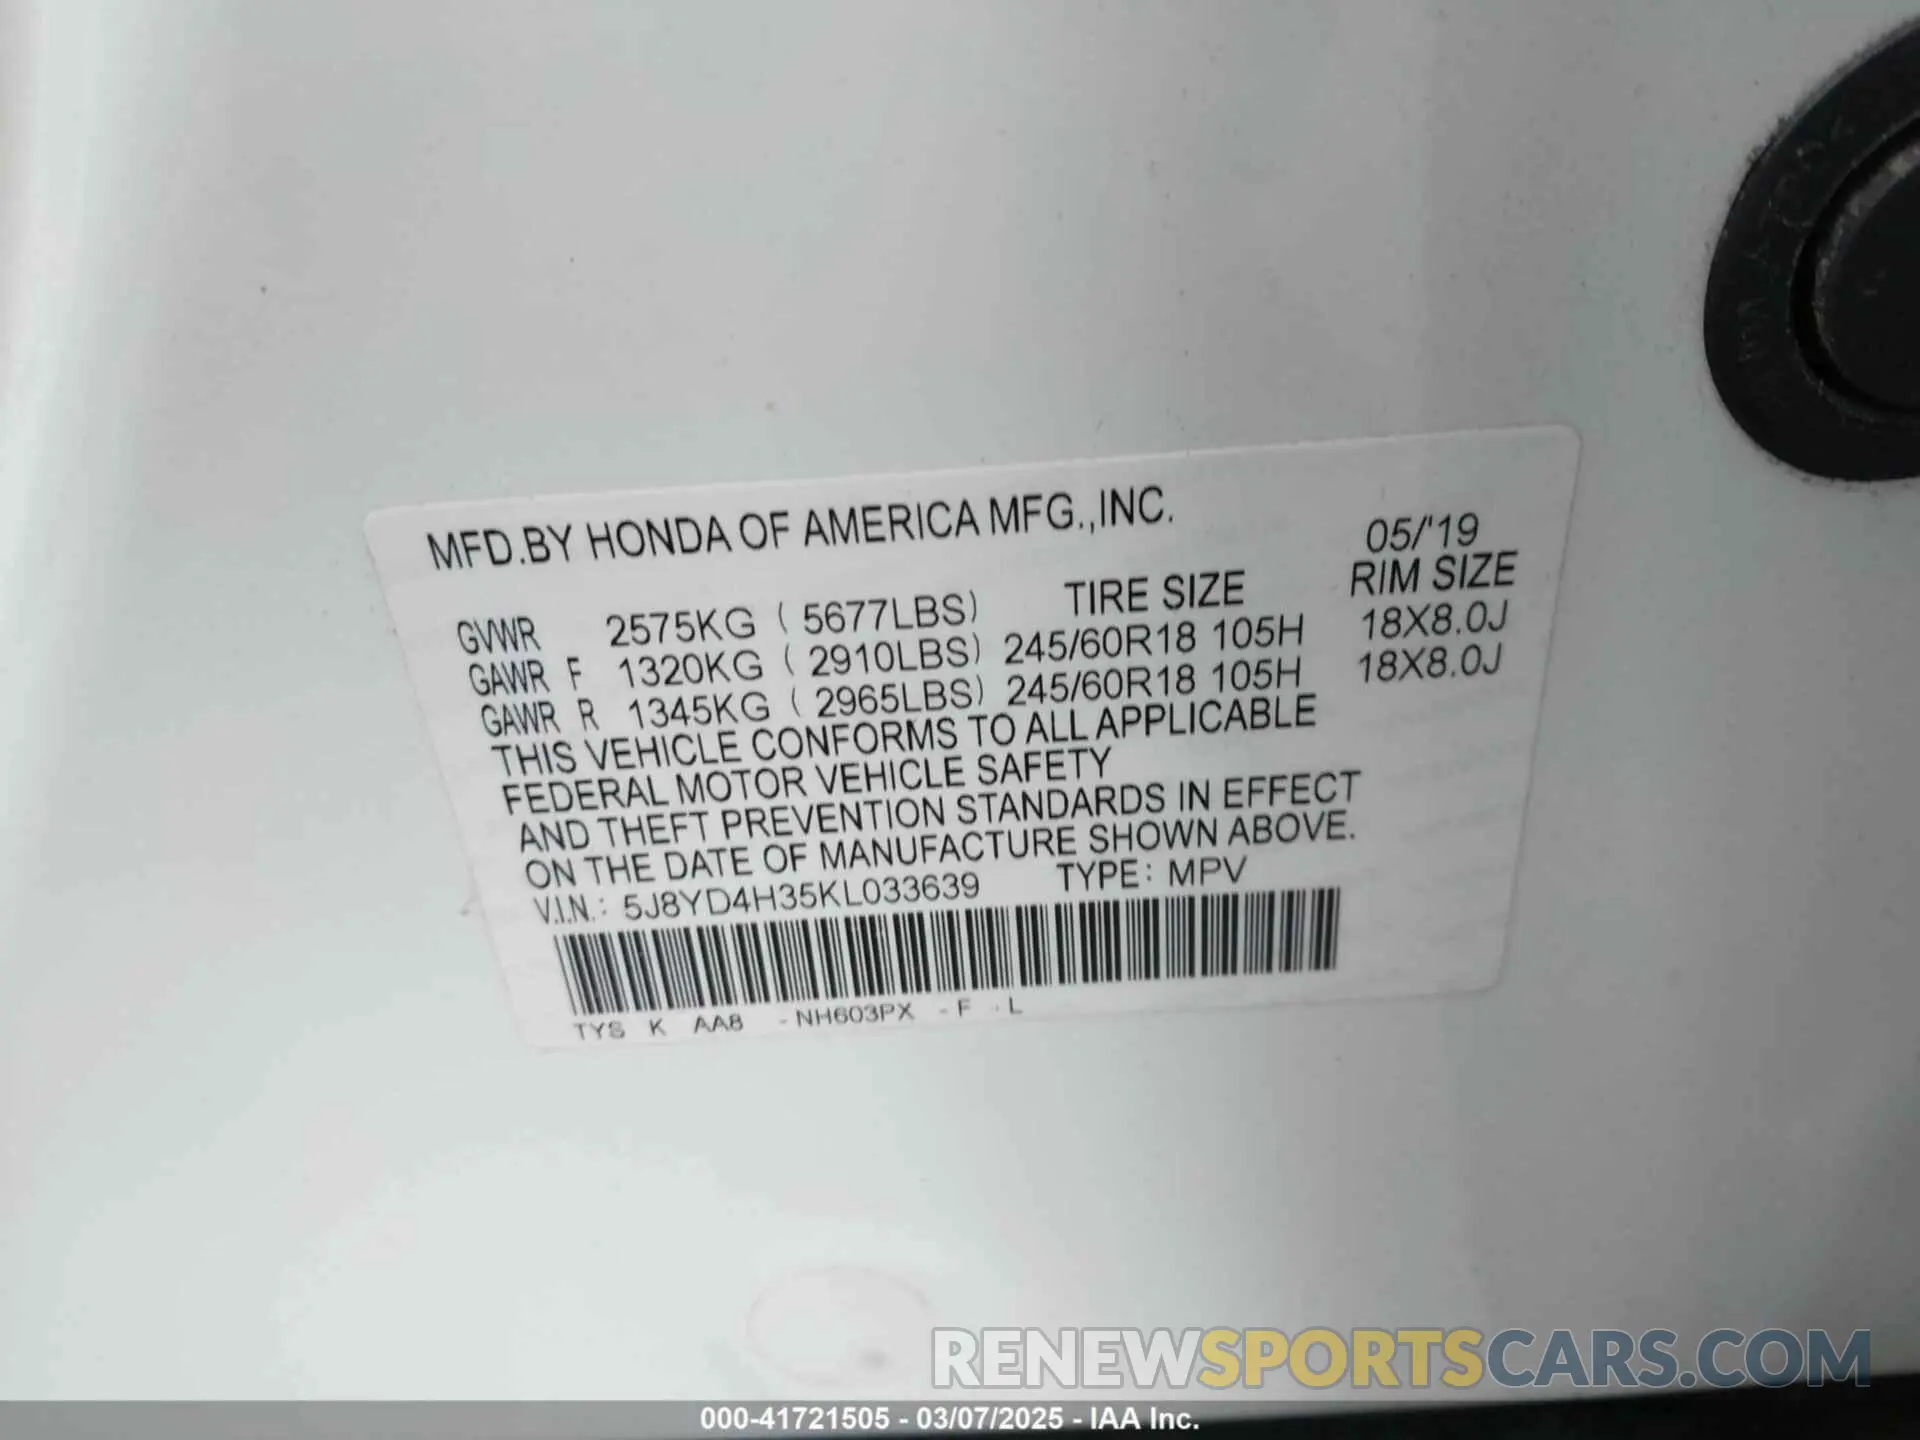 MFD.BY HONDA OF AMERICA MFG.,INC.
05/'19
GVWR 2575KG ( 5677LBS) TIRE SIZE RIM SIZE
GAWR F 1320KG ( 2910LBS) 245/60R18 105H 18X8.0J
GAWR R 1345KG ( 2965LBS) 245/60R18 105H 18X8.0J
THIS VEHICLE CONFORMS TO ALL APPLICABLE
FEDERAL MOTOR VEHICLE SAFETY
AND THEFT PREVENTION STANDARDS IN EFFECT
ON THE DATE OF MANUFACTURE SHOWN ABOVE.
V.I.N.: 5J8YD4H35KL033639 TYPE: MPV
TYS K AA8 -NH603PX -F -L
RENEWSPORTSCARS.COM
000-41721505 - 03/07/2025 - IAA Inc.